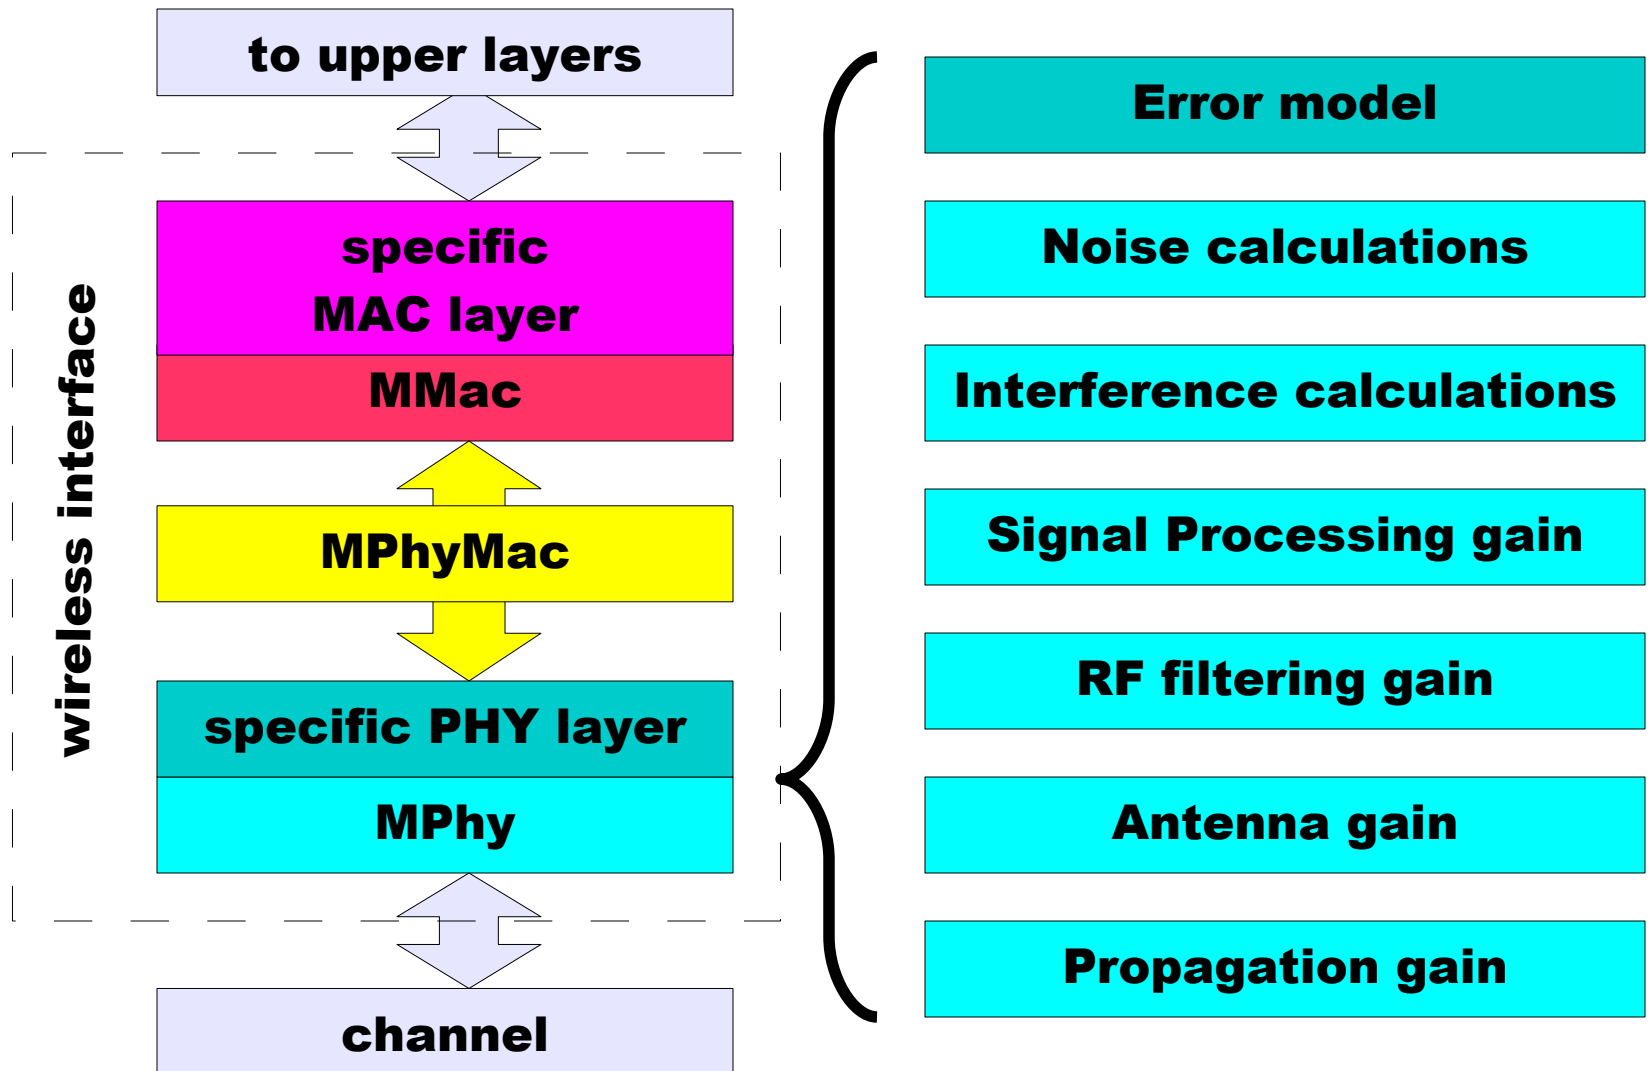 to upper layers
wireless interface
specific
MAC layer
MMac
MPhyMac
specific PHY layer
MPhy
channel
Error model
Noise calculations
Interference calculations
Signal Processing gain
RF filtering gain
Antenna gain
Propagation gain